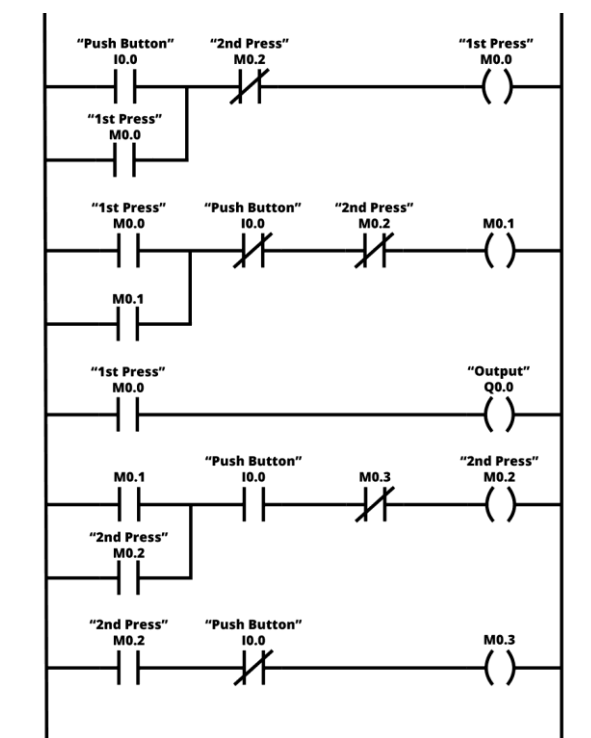 “Push Button” “2nd Press” “1st Press”
I0.0 M0.2 M0.0
“1st Press”
M0.0
“1st Press” “Push Button” “2nd Press”
M0.0 I0.0 M0.2 M0.1
M0.1
“1st Press” “Output”
M0.0 Q0.0
“Push Button” “2nd Press”
M0.1 I0.0 M0.3 M0.2
“2nd Press”
M0.2
“2nd Press” “Push Button”
M0.2 I0.0 M0.3